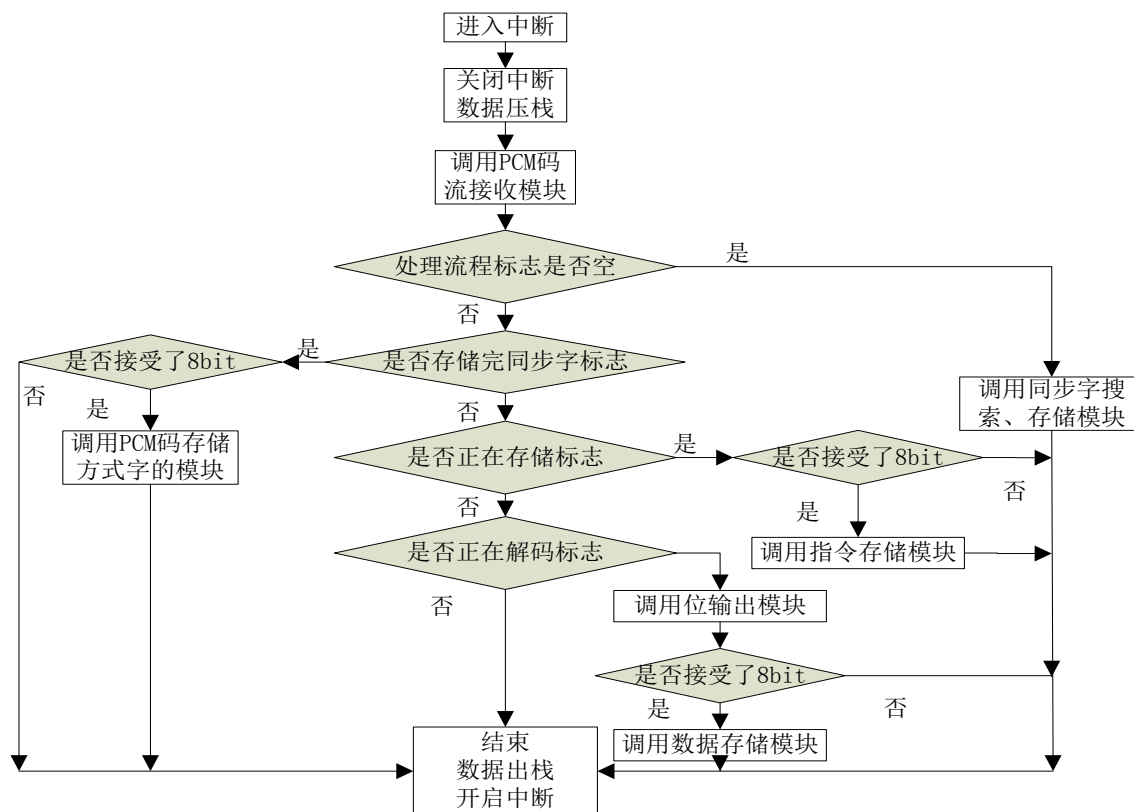 进入中断
关闭中断
数据压栈
调用PCM码
流接收模块
处理流程标志是否空
是
否
是否接受了8bit
是
是否存储完同步字标志
否
是
否
调用同步字搜
索、存储模块
调用PCM码存储
方式字的模块
是否正在存储标志
是
是否接受了8bit
否
否
是
是否正在解码标志
调用指令存储模块
否
调用位输出模块
是否接受了8bit
是
否
调用数据存储模块
结束
数据出栈
开启中断